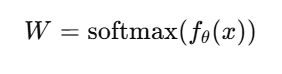 W = softmax(f_θ(x))